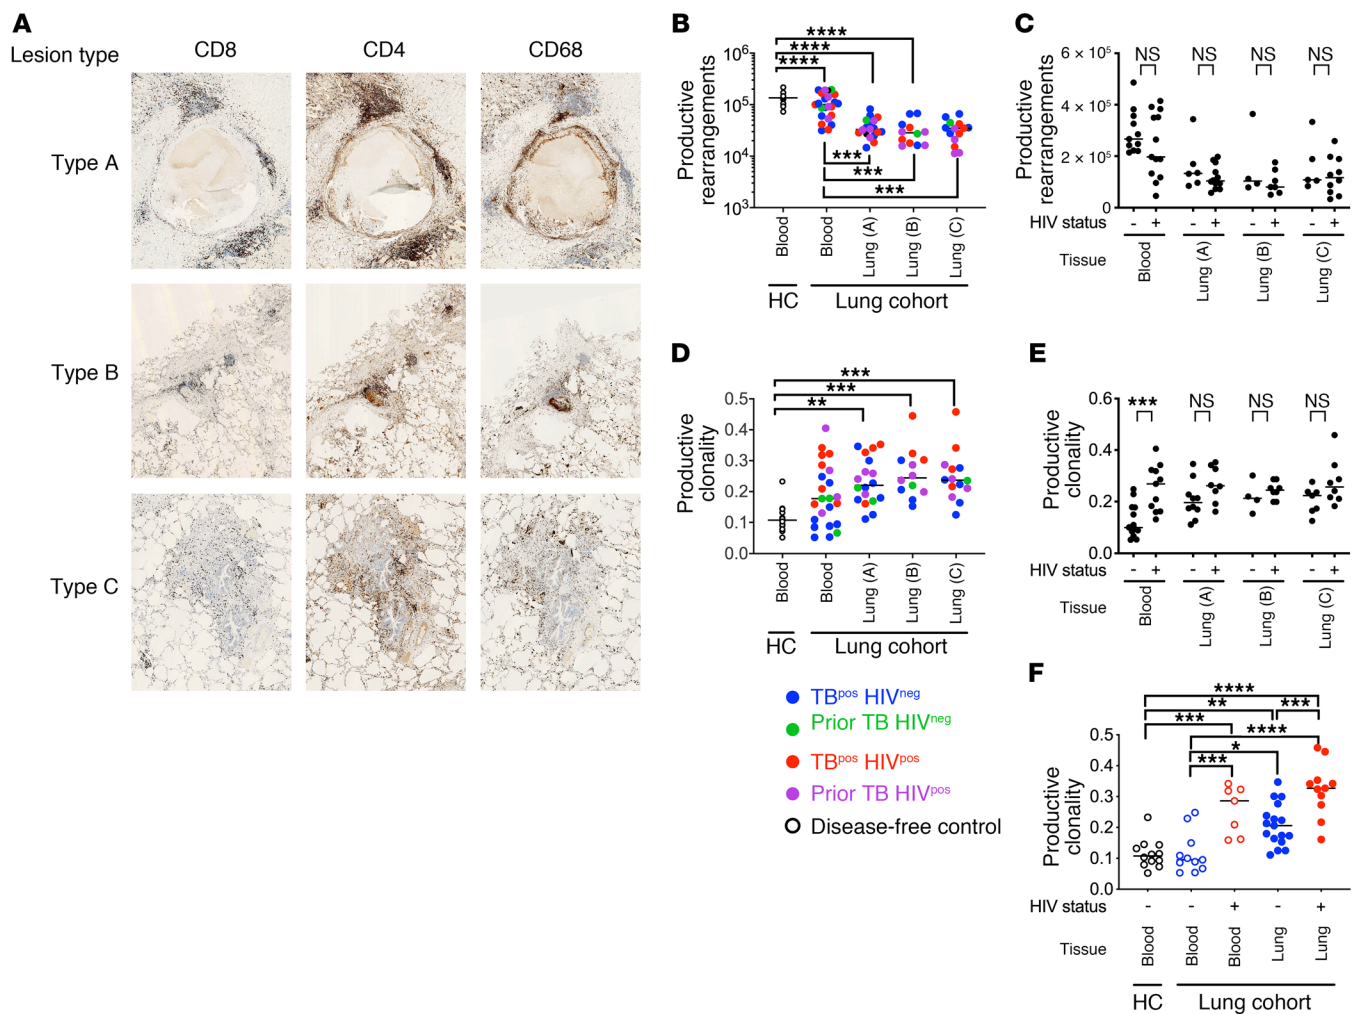 A
Lesion type
CD8
CD4
CD68
Type A
Type B
Type C
B
Productive
rearrangements
10⁶
10⁵
10⁴
10³
****
****
****
***
***
***
Blood
Blood
Lung (A)
Lung (B)
Lung (C)
HC
Lung cohort
C
Productive
rearrangements
6 × 10⁵
4 × 10⁵
2 × 10⁵
0
NS
NS
NS
NS
HIV status
- + - + - + - +
Tissue
Blood
Lung (A)
Lung (B)
Lung (C)
D
Productive
clonality
0.5
0.4
0.3
0.2
0.1
0.0
***
***
**
Blood
Blood
Lung (A)
Lung (B)
Lung (C)
HC
Lung cohort
TBᵖᵒˢ HIVⁿᵉᵍ
Prior TB HIVⁿᵉᵍ
TBᵖᵒˢ HIVᵖᵒˢ
Prior TB HIVᵖᵒˢ
Disease-free control
E
Productive
clonality
0.6
0.4
0.2
0.0
***
NS
NS
NS
HIV status
- + - + - + - +
Tissue
Blood
Lung (A)
Lung (B)
Lung (C)
F
Productive
clonality
0.5
0.4
0.3
0.2
0.1
0.0
****
** ***
***
****
*
***
HIV status
- - + - +
Tissue
Blood
Blood
Blood
Lung
Lung
HC
Lung cohort